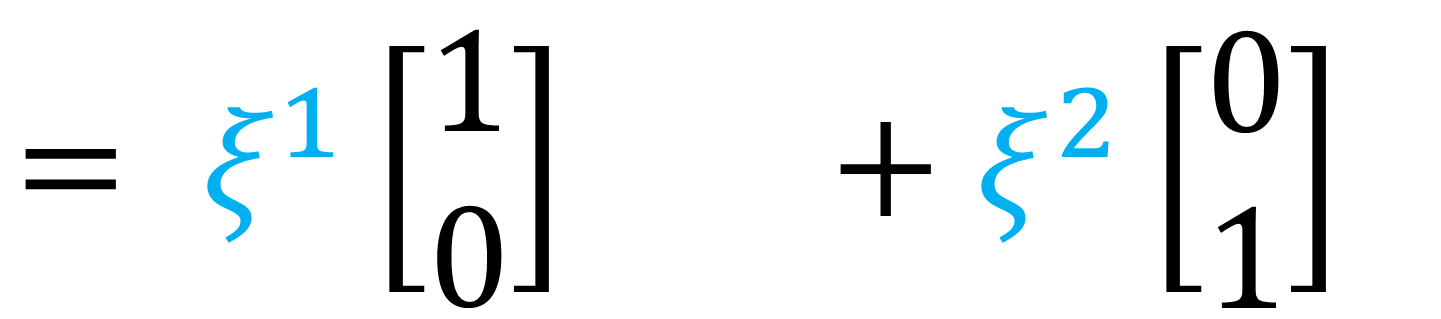 = ξ¹ [1 0] + ξ² [0 1]